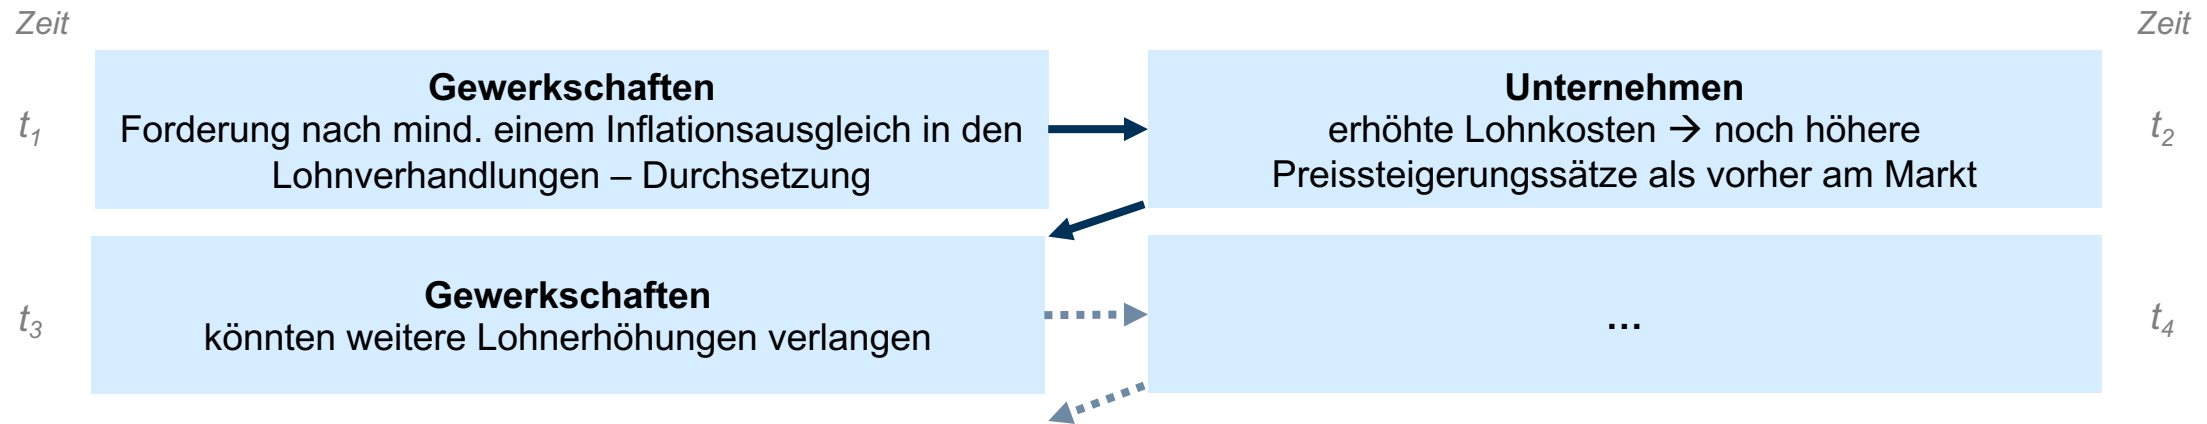 Zeit
Zeit
t1
Gewerkschaften
Forderung nach mind. einem Inflationsausgleich in den
Lohnverhandlungen – Durchsetzung
Unternehmen
erhöhte Lohnkosten → noch höhere
Preissteigerungssätze als vorher am Markt
t2
t3
Gewerkschaften
könnten weitere Lohnerhöhungen verlangen
...
t4